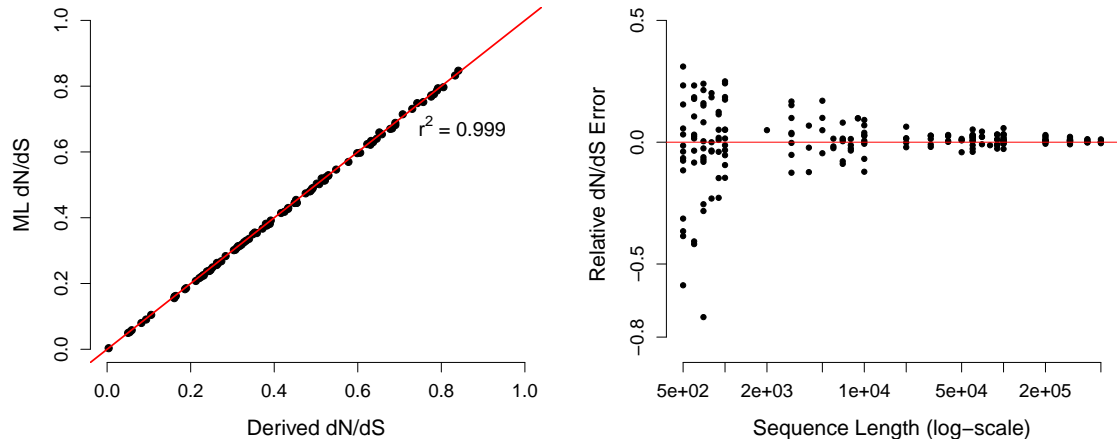 1.0
0.8
0.6
0.4
0.2
0.0
ML dN/dS
r² = 0.999
0.0 0.2 0.4 0.6 0.8 1.0
Derived dN/dS
0.5
0.0
−0.5
−0.8
Relative dN/dS Error
5e+02 2e+03 1e+04 5e+04 2e+05
Sequence Length (log−scale)